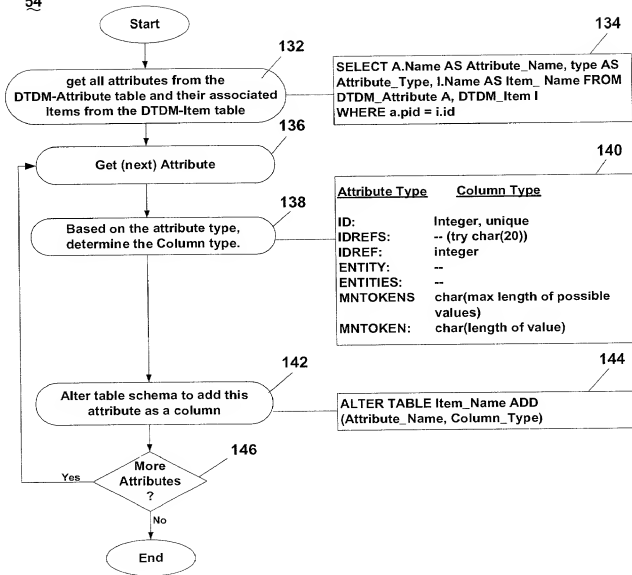 54
Start
132
get all attributes from the
DTDM-Attribute table and their associated
Items from the DTDM-Item table
134
SELECT A.Name AS Attribute_Name, type AS
Attribute_Type, I.Name AS Item_ Name FROM
DTDM_Attribute A, DTDM_Item I
WHERE a.pid = i.id
136
Get (next) Attribute
138
Based on the attribute type,
determine the Column type.
140
Attribute Type Column Type
ID: Integer, unique
IDREFS: -- (try char(20))
IDREF: integer
ENTITY: --
ENTITIES: --
MNTOKENS char(max length of possible
values)
MNTOKEN: char(length of value)
142
Alter table schema to add this
attribute as a column
144
ALTER TABLE Item_Name ADD
(Attribute_Name, Column_Type)
146
More
Attributes
?
Yes
No
End